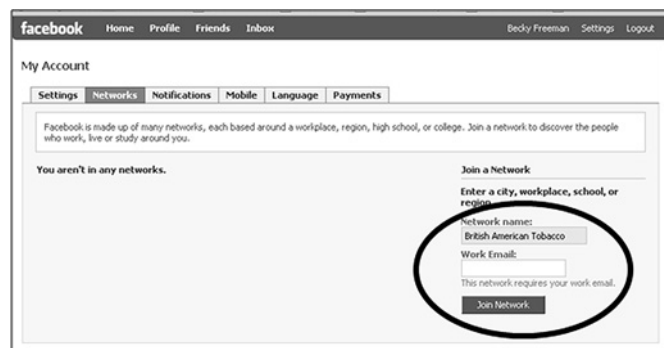 facebook Home Profile Friends Inbox Becky Freeman Settings Logout
My Account
Settings Networks Notifications Mobile Language Payments
Facebook is made up of many networks, each based around a workplace, region, high school, or college. Join a network to discover the people
who work, live or study around you.
You aren't in any networks.
Join a Network
Enter a city, workplace, school, or
region.
Network name:
British American Tobacco
Work Email:
This network requires your work email.
Join Network